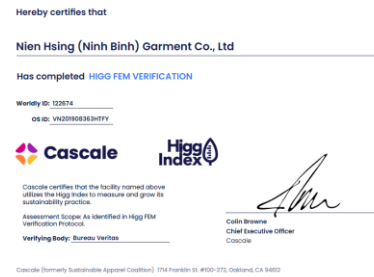 Hereby certifies that
Nien Hsing (Ninh Binh) Garment Co., Ltd
Has completed HIGG FEM VERIFICATION
Worldly ID: 122674
OS ID: VN201908363HTFY
Cascale
Higg Index
Cascale certifies that the facility named above
utilizes the Higg Index to measure and grow its
sustainability practice.
Assessment Scope: As identified in Higg FEM
Verification Protocol.
Verifying Body: Bureau Veritas
Colin Browne
Chief Executive Officer
Cascale
Cascale (formerly Sustainable Apparel Coalition) 1714 Franklin St. #100-272, Oakland, CA 94612